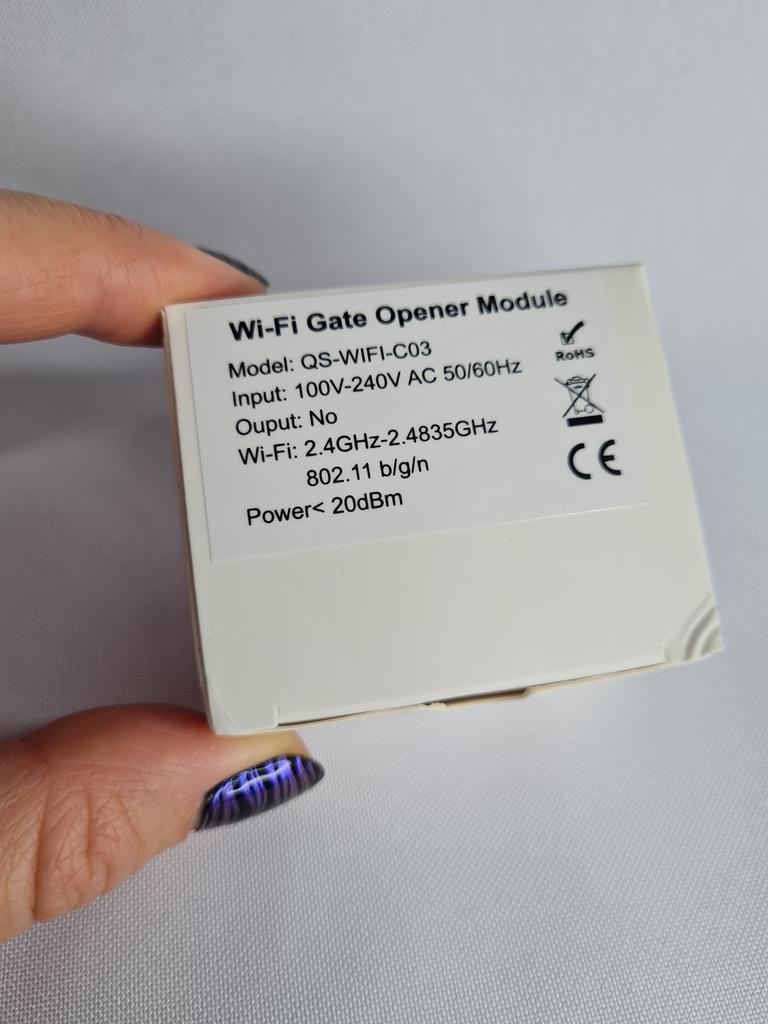 Wi-Fi Gate Opener Module
Model: QS-WIFI-C03
Input: 100V-240V AC 50/60Hz
Ouput: No
Wi-Fi: 2.4GHz-2.4835GHz
802.11 b/g/n
Power< 20dBm
RoHS
CE